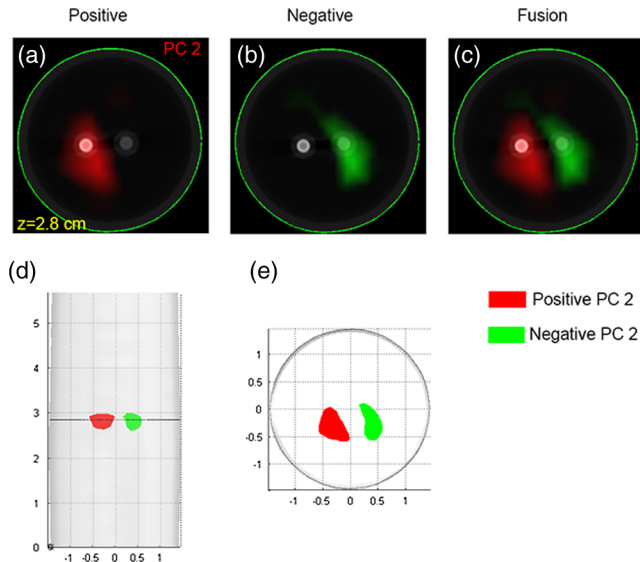 Positive
Negative
Fusion
(a)
PC 2
(b)
(c)
z=2.8 cm
(d)
(e)
Positive PC 2
Negative PC 2
5
4
3
2
1
0
-1
-0.5
0
0.5
1
1
0.5
0
-0.5
-1
-1
-0.5
0
0.5
1